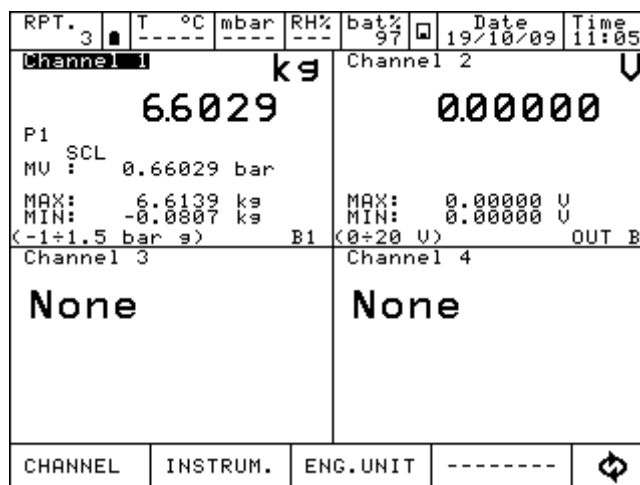 RPT. 3 T °C ----- mbar ----- RH% --- bat% 97 Date 19/10/09 Time 11:05
Channel 1 kg
6.6029
P1
SCL
MV : 0.66029 bar
MAX: 6.6139 kg
MIN: -0.0807 kg
(-1÷1.5 bar g) B1
Channel 2 V
0.00000
MAX: 0.00000 V
MIN: 0.00000 V
(0÷20 V) OUT B
Channel 3
None
Channel 4
None
CHANNEL INSTRUM. ENG.UNIT --------